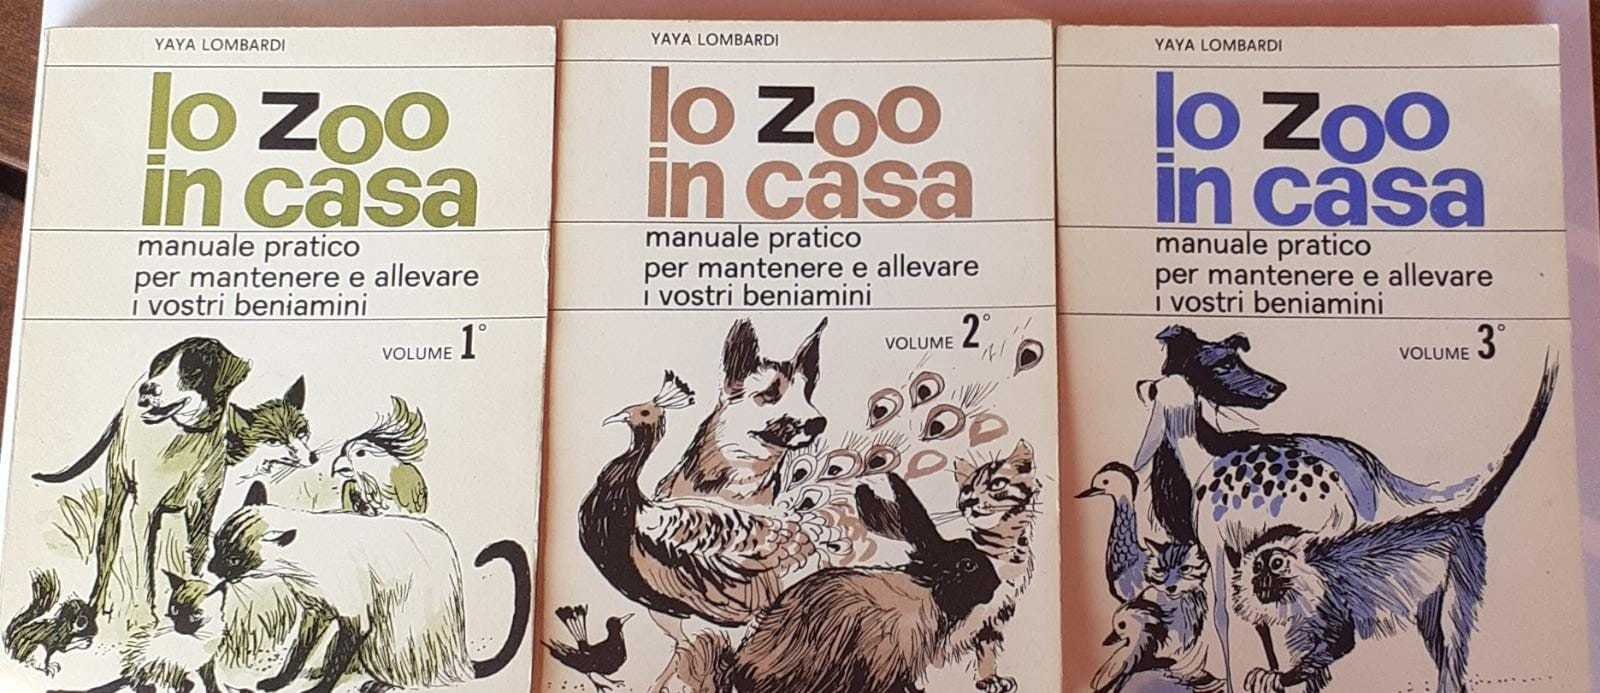 YAYA LOMBARDI
lo zoo
in casa
manuale pratico
per mantenere e allevare
i vostri beniamini
VOLUME 1°
YAYA LOMBARDI
lo zoo
in casa
manuale pratico
per mantenere e allevare
i vostri beniamini
VOLUME 2°
YAYA LOMBARDI
lo zoo
in casa
manuale pratico
per mantenere e allevare
i vostri beniamini
VOLUME 3°